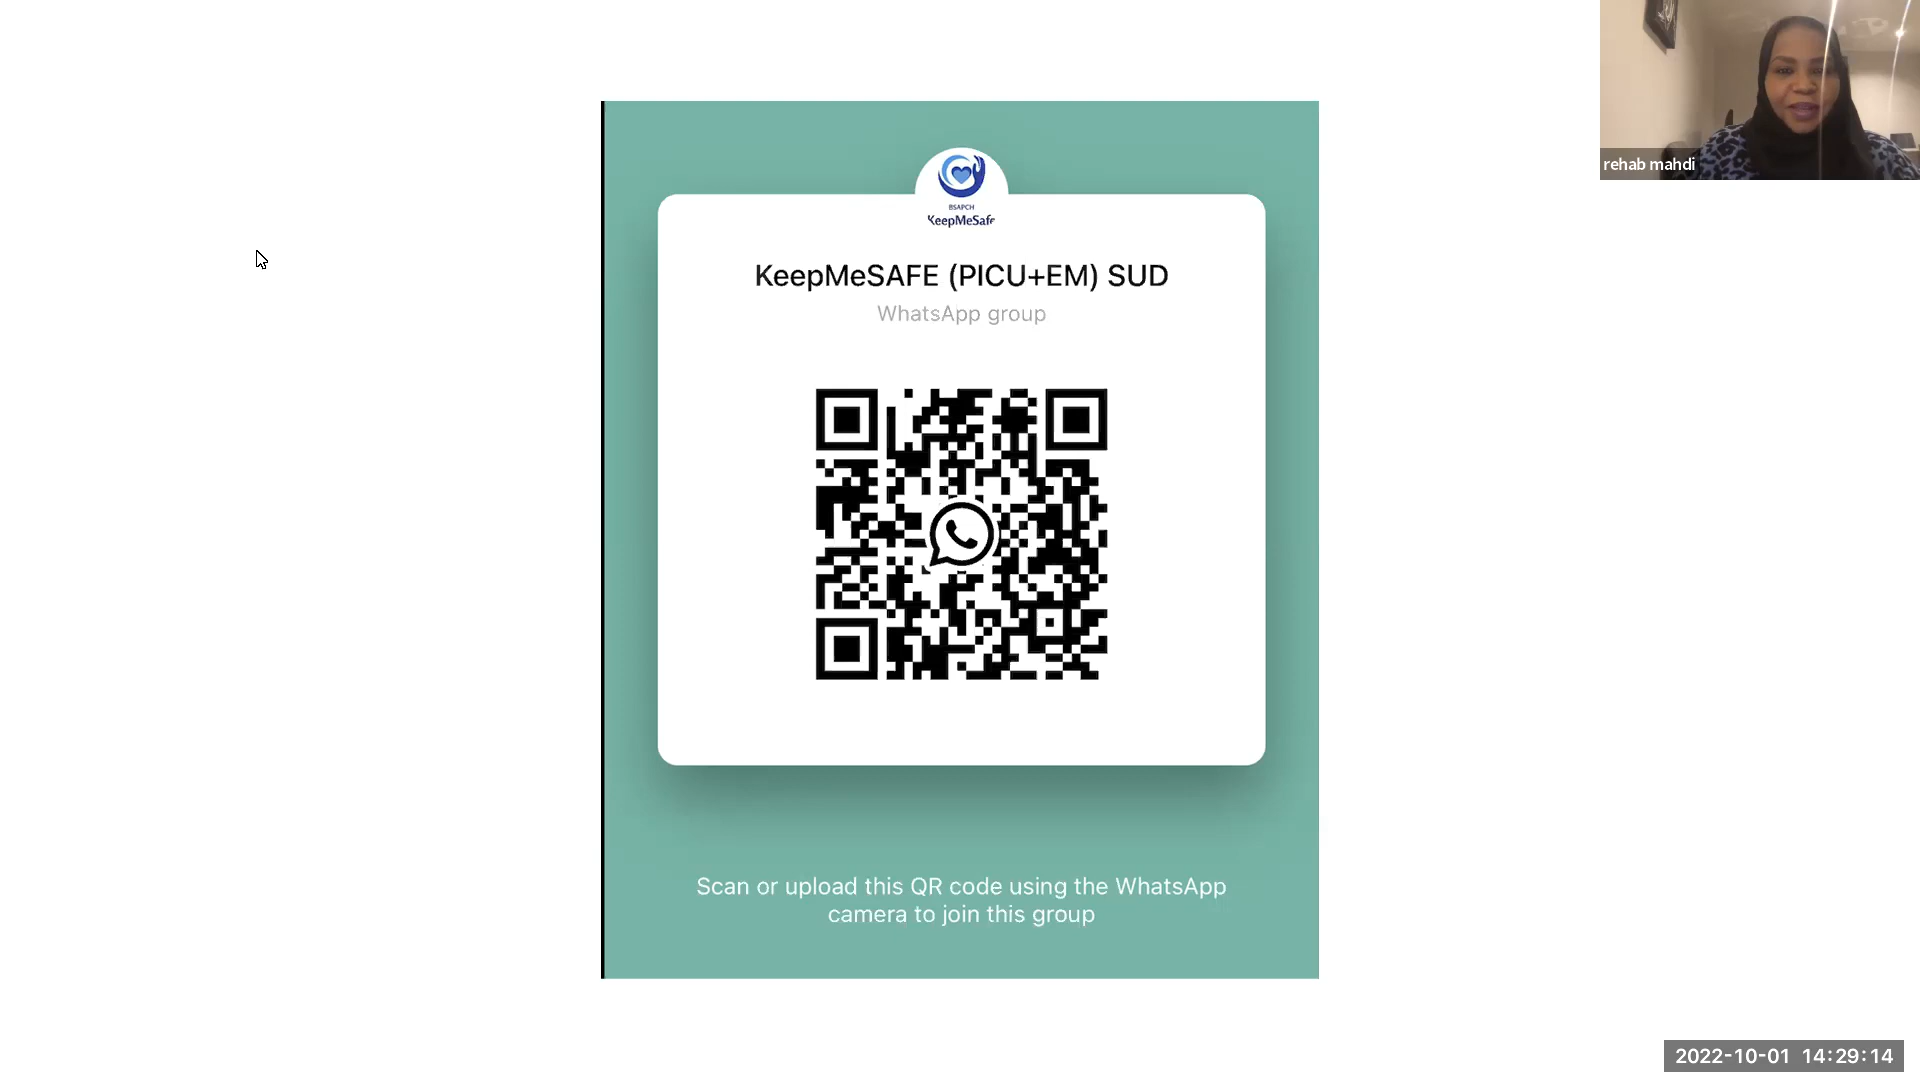 rehab mahdi
BSAPCH
KeepMeSafe
KeepMeSAFE (PICU+EM) SUD
WhatsApp group
Scan or upload this QR code using the WhatsApp
camera to join this group
2022-10-01 14:29:14